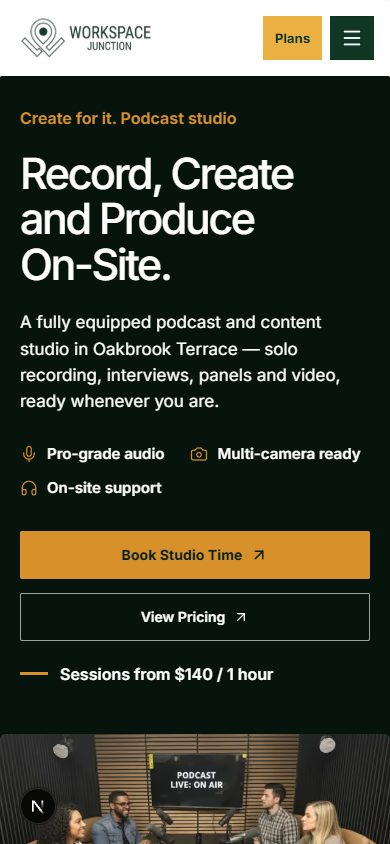 WORKSPACE
JUNCTION
Plans
Create for it. Podcast studio
Record, Create
and Produce
On-Site.
A fully equipped podcast and content
studio in Oakbrook Terrace — solo
recording, interviews, panels and video,
ready whenever you are.
Pro-grade audio
Multi-camera ready
On-site support
Book Studio Time
View Pricing
Sessions from $140 / 1 hour
PODCAST
LIVE: ON AIR
N